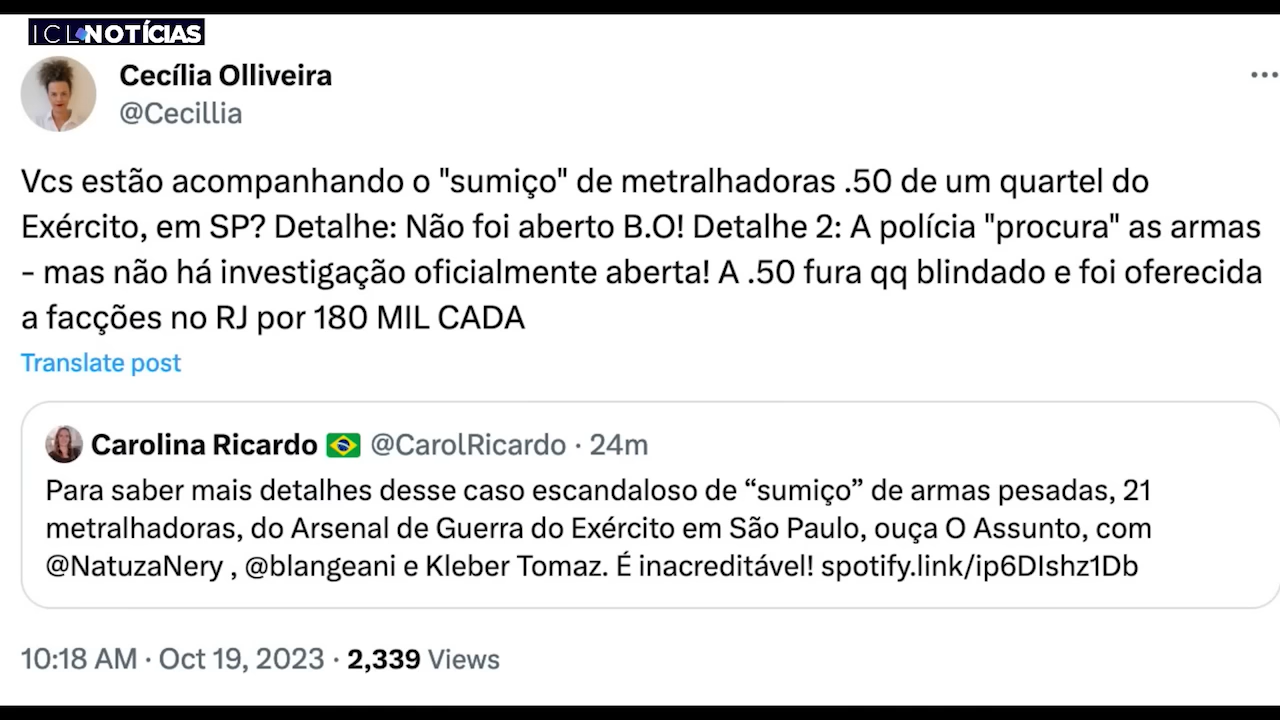 ICL NOTÍCIAS
Cecília Olliveira
@Cecillia
Vcs estão acompanhando o "sumiço" de metralhadoras .50 de um quartel do
Exército, em SP? Detalhe: Não foi aberto B.O! Detalhe 2: A polícia "procura" as armas
- mas não há investigação oficialmente aberta! A .50 fura qq blindado e foi oferecida
a facções no RJ por 180 MIL CADA
Translate post
Carolina Ricardo 🇧🇷 @CarolRicardo · 24m
Para saber mais detalhes desse caso escandaloso de “sumiço” de armas pesadas, 21
metralhadoras, do Arsenal de Guerra do Exército em São Paulo, ouça O Assunto, com
@NatuzaNery , @blangeani e Kleber Tomaz. É inacreditável! spotify.link/ip6DIshz1Db
10:18 AM · Oct 19, 2023 · 2,339 Views